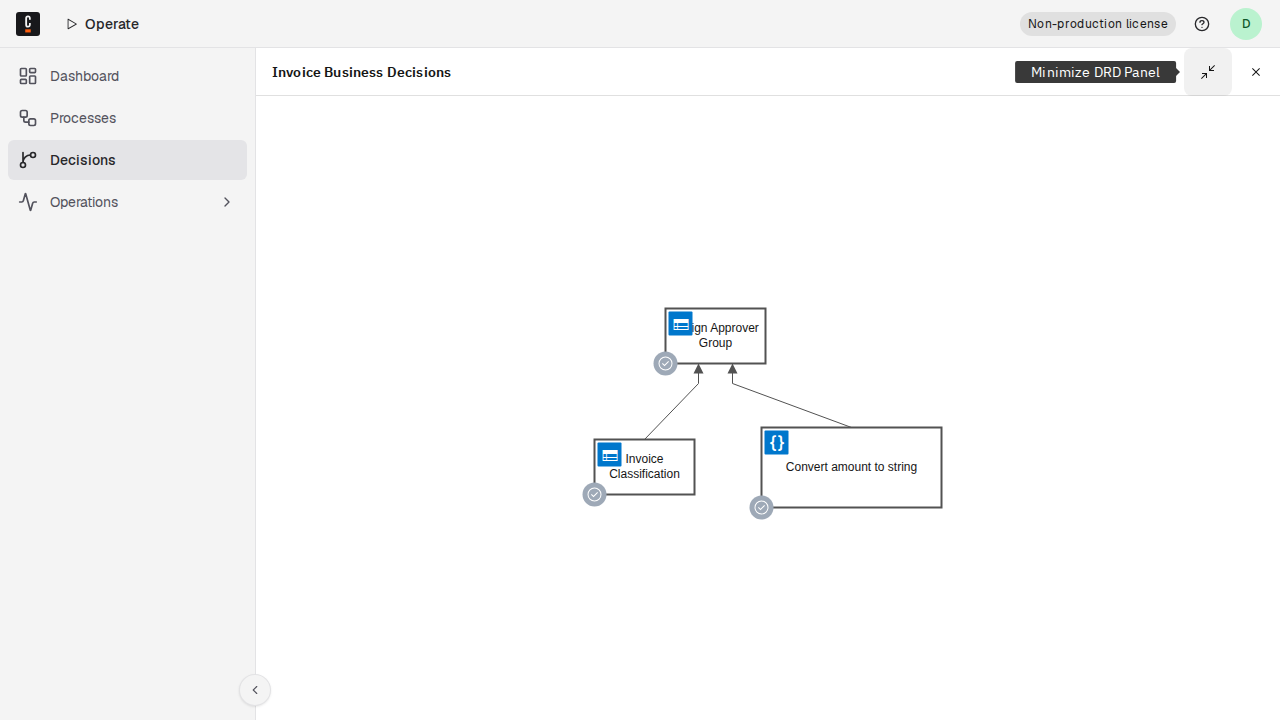 Operate
Non-production license
D
Dashboard
Processes
Decisions
Operations
Invoice Business Decisions
Minimize DRD Panel
ign Approver
Group
Invoice
Classification
{}
Convert amount to string